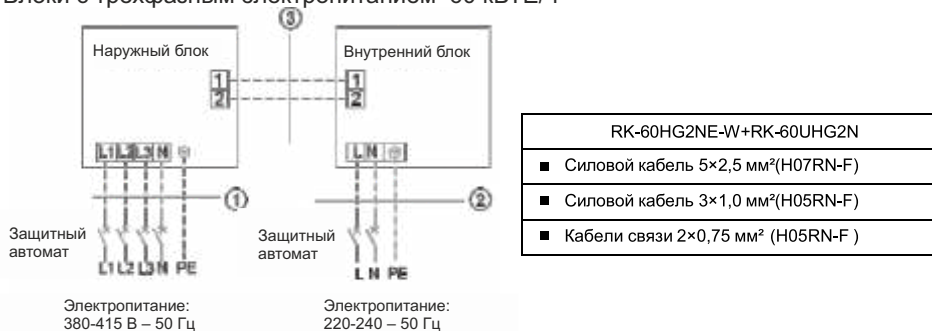 Блоки с трехфазным электропитанием
③
Наружный блок
Внутренний блок
1
2
1
2
L1 L2 L3 N
L N
①
②
Защитный
автомат
Защитный
автомат
L1 L2 L3 N PE
L N PE
Электропитание:
380-415 В – 50 Гц
Электропитание:
220-240 – 50 Гц
RK-60HG2NE-W+RK-60UHG2N
■ Силовой кабель 5×2,5 мм²(H07RN-F)
■ Силовой кабель 3×1,0 мм²(H05RN-F)
■ Кабели связи 2×0,75 мм² (H05RN-F )